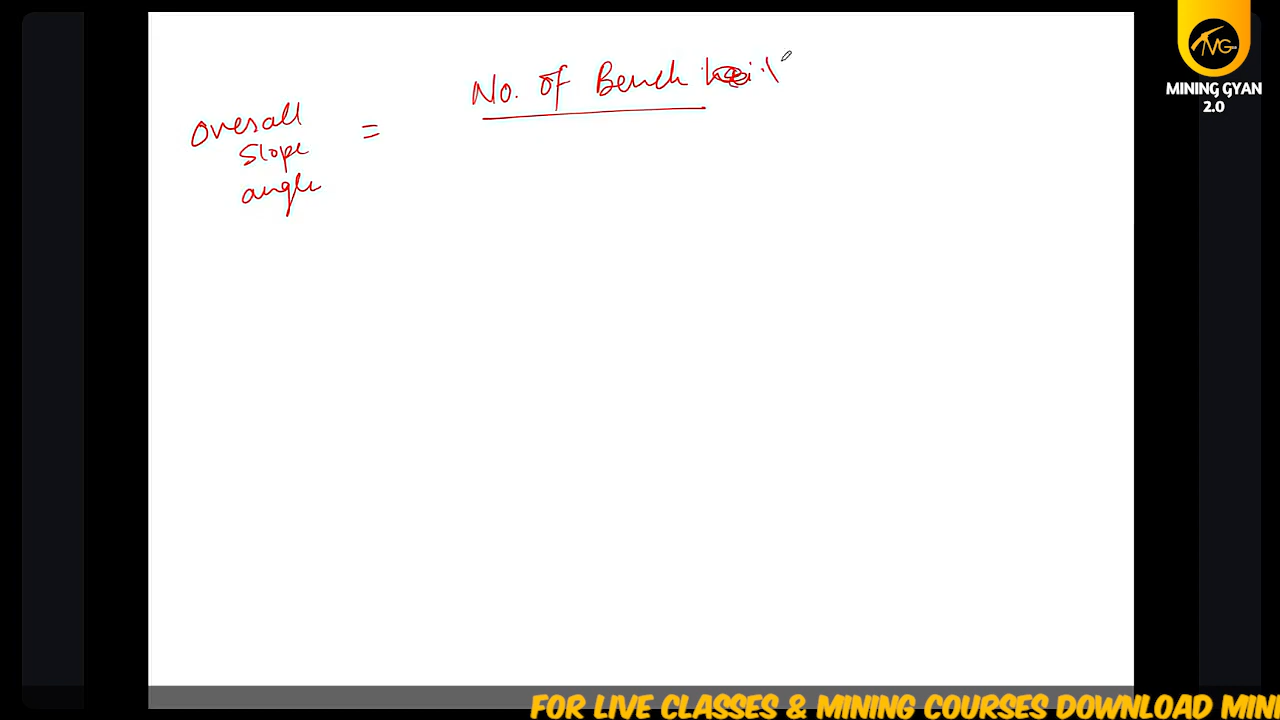 No. of Bench
Overall =
Slope
angle
MINING GYAN
2.0
FOR LIVE CLASSES & MINING COURSES DOWNLOAD MINI